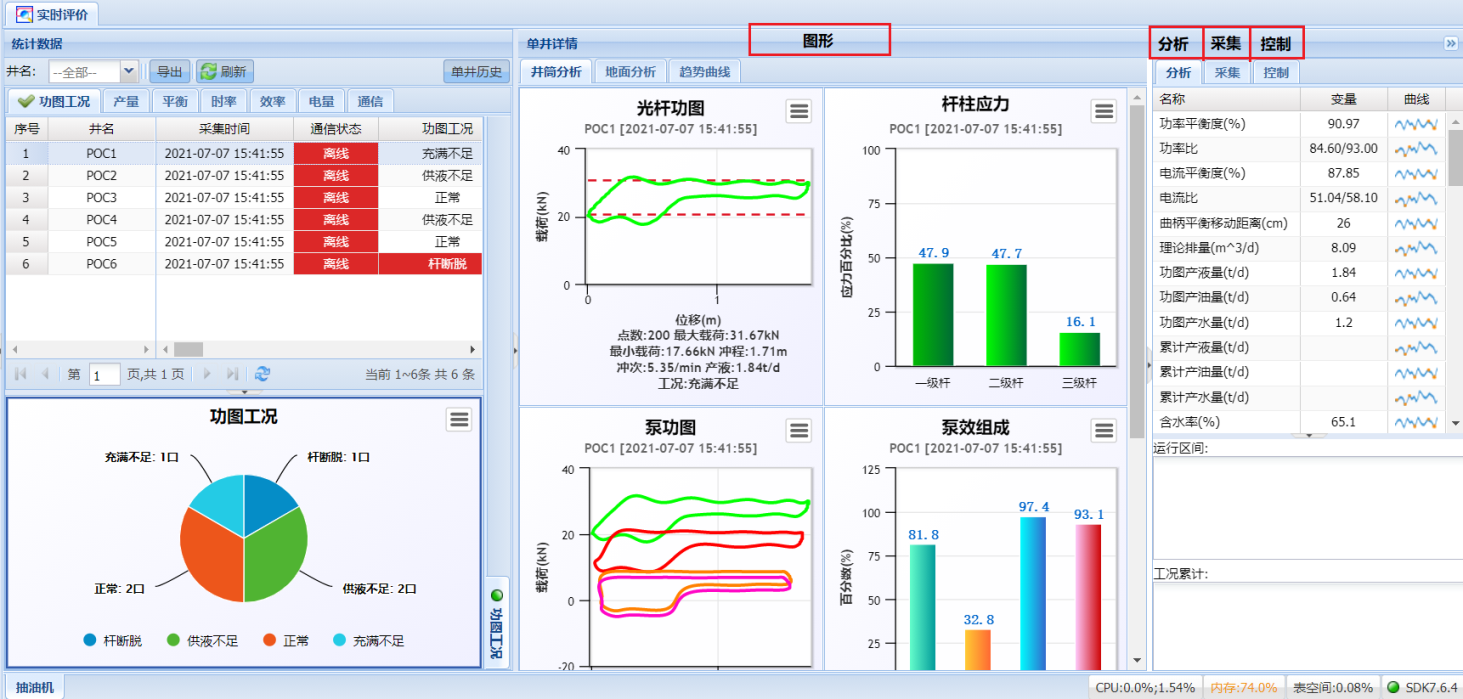 实时评价
统计数据
井名: --全部-- 导出 刷新 单井历史
功图工况 产量 平衡 时率 效率 电量 通信
序号 井名 采集时间 通信状态 功图工况
1 POC1 2021-07-07 15:41:55 离线 充满不足
2 POC2 2021-07-07 15:41:55 离线 供液不足
3 POC3 2021-07-07 15:41:55 离线 正常
4 POC4 2021-07-07 15:41:55 离线 供液不足
5 POC5 2021-07-07 15:41:55 离线 正常
6 POC6 2021-07-07 15:41:55 离线 杆断脱
第 1 页,共 1 页 当前 1~6条 共 6 条
功图工况
充满不足: 1口 杆断脱: 1口
正常: 2口 供液不足: 2口
杆断脱 供液不足 正常 充满不足
功图工况
单井详情 图形
井筒分析 地面分析 趋势曲线
光杆功图
POC1 [2021-07-07 15:41:55]
载荷(kN)
40
20
0
0 1
位移(m)
点数:200 最大载荷:31.67kN
最小载荷:17.66kN 冲程:1.71m
冲次:5.35/min 产液:1.84t/d
工况:充满不足
杆柱应力
POC1 [2021-07-07 15:41:55]
应力百分比(%)
100
75
50
25
0
47.9 47.7 16.1
一级杆 二级杆 三级杆
泵功图
POC1 [2021-07-07 15:41:55]
载荷(kN)
40
20
0
-20
泵效组成
POC1 [2021-07-07 15:41:55]
百分数(%)
125
100
75
50
25
81.8 32.8 97.4 93.1
分析 采集 控制
分析 采集 控制
名称 变量 曲线
功率平衡度(%) 90.97
功率比 84.60/93.00
电流平衡度(%) 87.85
电流比 51.04/58.10
曲柄平衡移动距离(cm) 26
理论排量(m^3/d) 8.09
功图产液量(t/d) 1.84
功图产油量(t/d) 0.64
功图产水量(t/d) 1.2
累计产液量(t/d)
累计产油量(t/d)
累计产水量(t/d)
含水率(%) 65.1
运行区间:
工况累计:
抽油机 CPU:0.0%;1.54% 内存:74.0% 表空间:0.08% SDK7.6.4